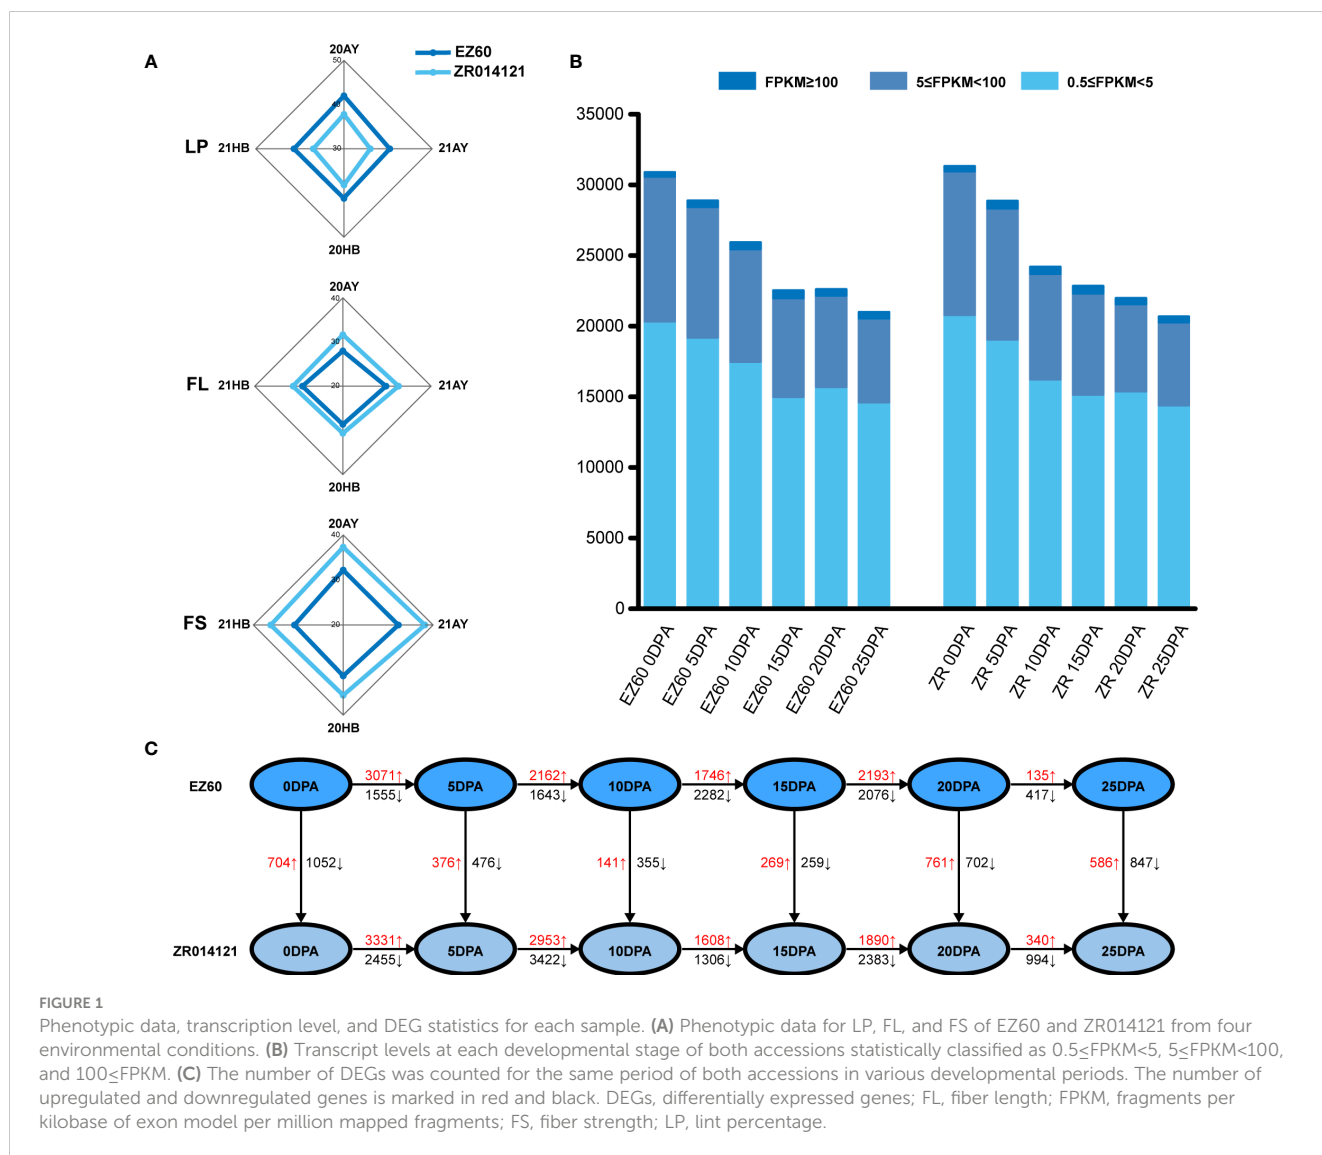 A
EZ60
ZR014121
LP
20AY
50
40
30
21HB
21AY
20HB
FL
20AY
40
30
20
21HB
21AY
20HB
FS
20AY
40
30
20
21HB
21AY
20HB
B
FPKM≥100
5≤FPKM<100
0.5≤FPKM<5
35000
30000
25000
20000
15000
10000
5000
0
EZ60 0DPA
EZ60 5DPA
EZ60 10DPA
EZ60 15DPA
EZ60 20DPA
EZ60 25DPA
ZR 0DPA
ZR 5DPA
ZR 10DPA
ZR 15DPA
ZR 20DPA
ZR 25DPA
C
EZ60
0DPA 3071↑ 5DPA 2162↑ 10DPA 1746↑ 15DPA 2193↑ 20DPA 135↑ 25DPA
1555↓ 1643↓ 2282↓ 2076↓ 417↓
704↑ 1052↓ 376↑ 476↓ 141↑ 355↓ 269↑ 259↓ 761↑ 702↓ 586↑ 847↓
ZR014121
0DPA 3331↑ 5DPA 2953↑ 10DPA 1608↑ 15DPA 1890↑ 20DPA 340↑ 25DPA
2455↓ 3422↓ 1306↓ 2383↓ 994↓
FIGURE 1
Phenotypic data, transcription level, and DEG statistics for each sample. (A) Phenotypic data for LP, FL, and FS of EZ60 and ZR014121 from four
environmental conditions. (B) Transcript levels at each developmental stage of both accessions statistically classified as 0.5≤FPKM<5, 5≤FPKM<100,
and 100≤FPKM. (C) The number of DEGs was counted for the same period of both accessions in various developmental periods. The number of
upregulated and downregulated genes is marked in red and black. DEGs, differentially expressed genes; FL, fiber length; FPKM, fragments per
kilobase of exon model per million mapped fragments; FS, fiber strength; LP, lint percentage.